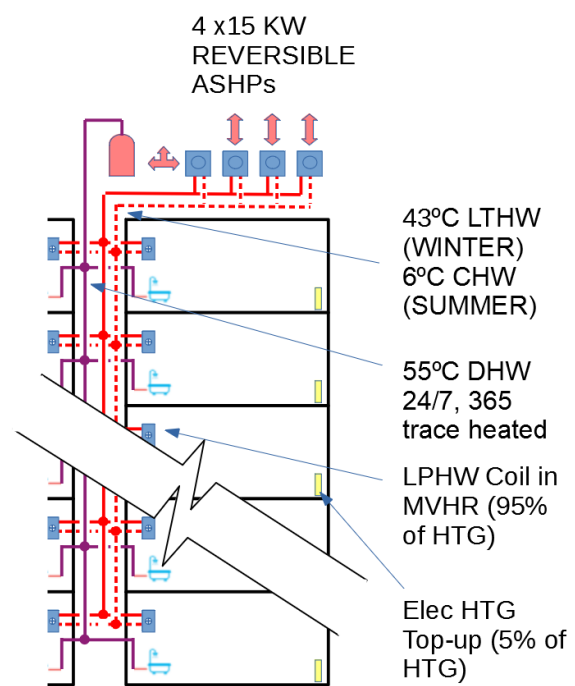 4 x15 KW
REVERSIBLE
ASHPs
43ºC LTHW
(WINTER)
6ºC CHW
(SUMMER)
55ºC DHW
24/7, 365
trace heated
LPHW Coil in
MVHR (95%
of HTG)
Elec HTG
Top-up (5% of
HTG)